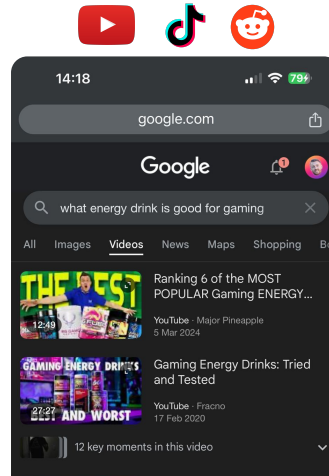 14:18
79
google.com
Google
1
what energy drink is good for gaming
All Images Videos News Maps Shopping
THE BEST
12:49
Ranking 6 of the MOST
POPULAR Gaming ENERGY...
YouTube · Major Pineapple
5 Mar 2024
GAMING ENERGY DRINKS
27:27
BEST AND WORST
Gaming Energy Drinks: Tried
and Tested
YouTube · Fracno
17 Feb 2020
12 key moments in this video